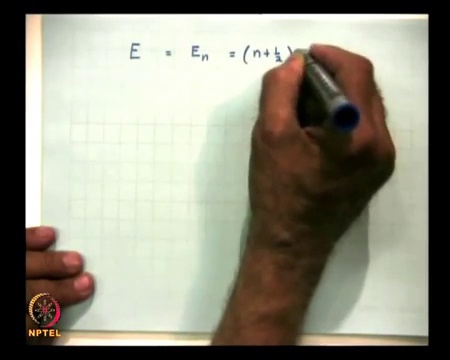 E = Eₙ = (n + 1/2)
NPTEL